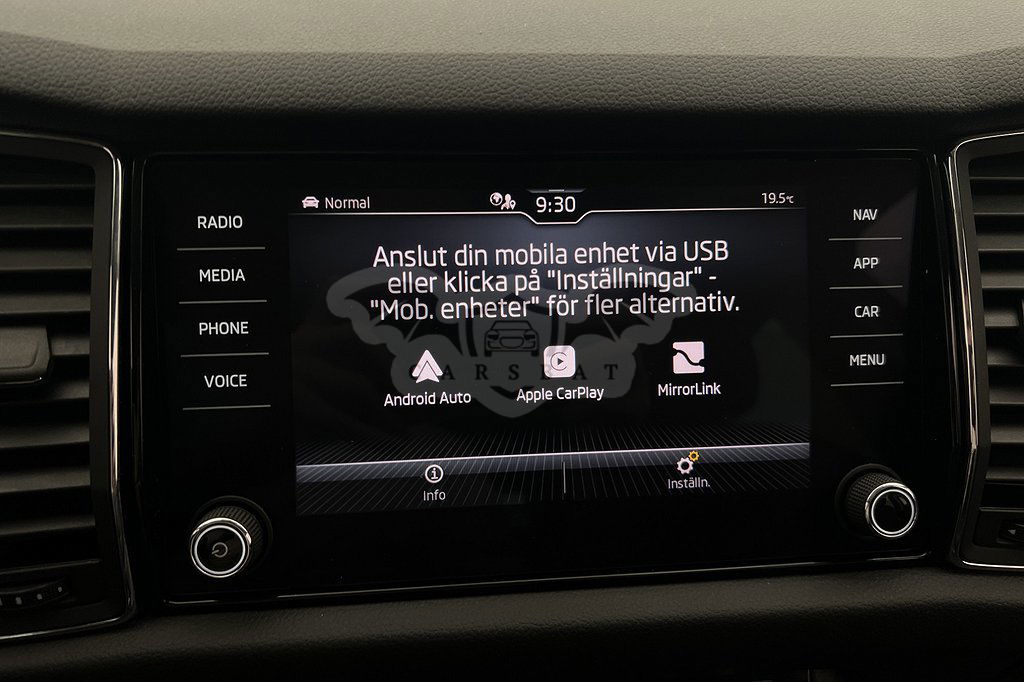 RADIO
MEDIA
PHONE
VOICE
Normal
9:30
19.5°C
Anslut din mobila enhet via USB
eller klicka på "Inställningar" -
"Mob. enheter" för fler alternativ.
CARSEAT
Android Auto
Apple CarPlay
MirrorLink
Info
Inställn.
NAV
APP
CAR
MENU